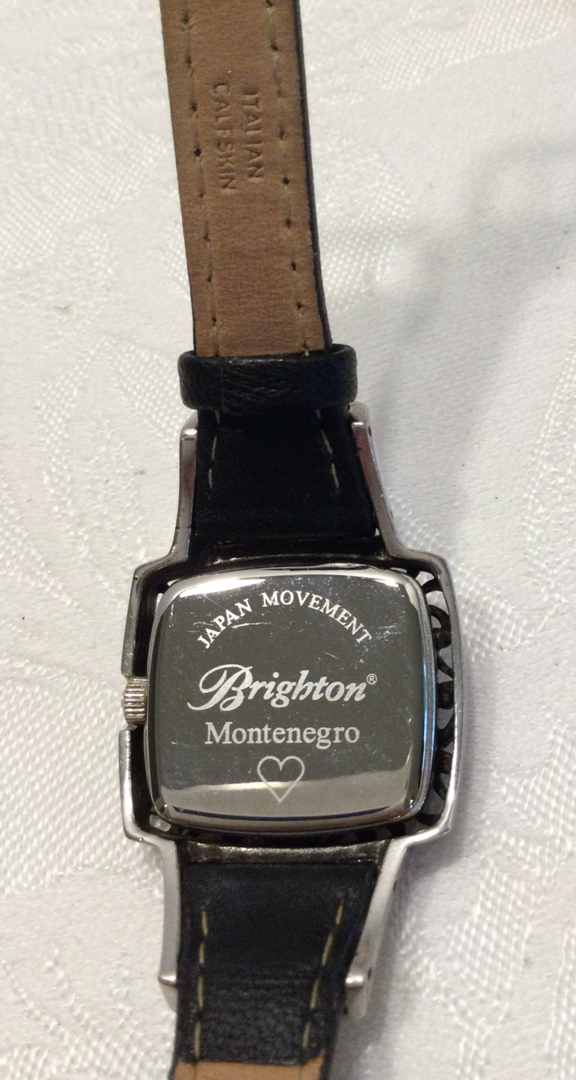 ITALIAN
CALFSKIN
JAPAN MOVEMENT
Brighton®
Montenegro